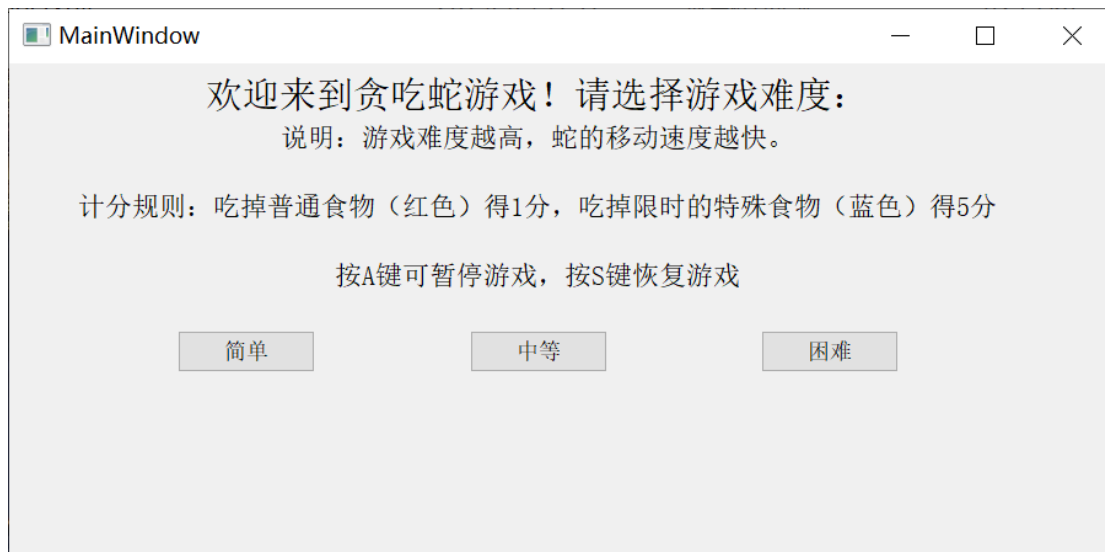 MainWindow
欢迎来到贪吃蛇游戏！请选择游戏难度：
说明：游戏难度越高，蛇的移动速度越快。
计分规则：吃掉普通食物（红色）得1分，吃掉限时的特殊食物（蓝色）得5分
按A键可暂停游戏，按S键恢复游戏
简单 中等 困难